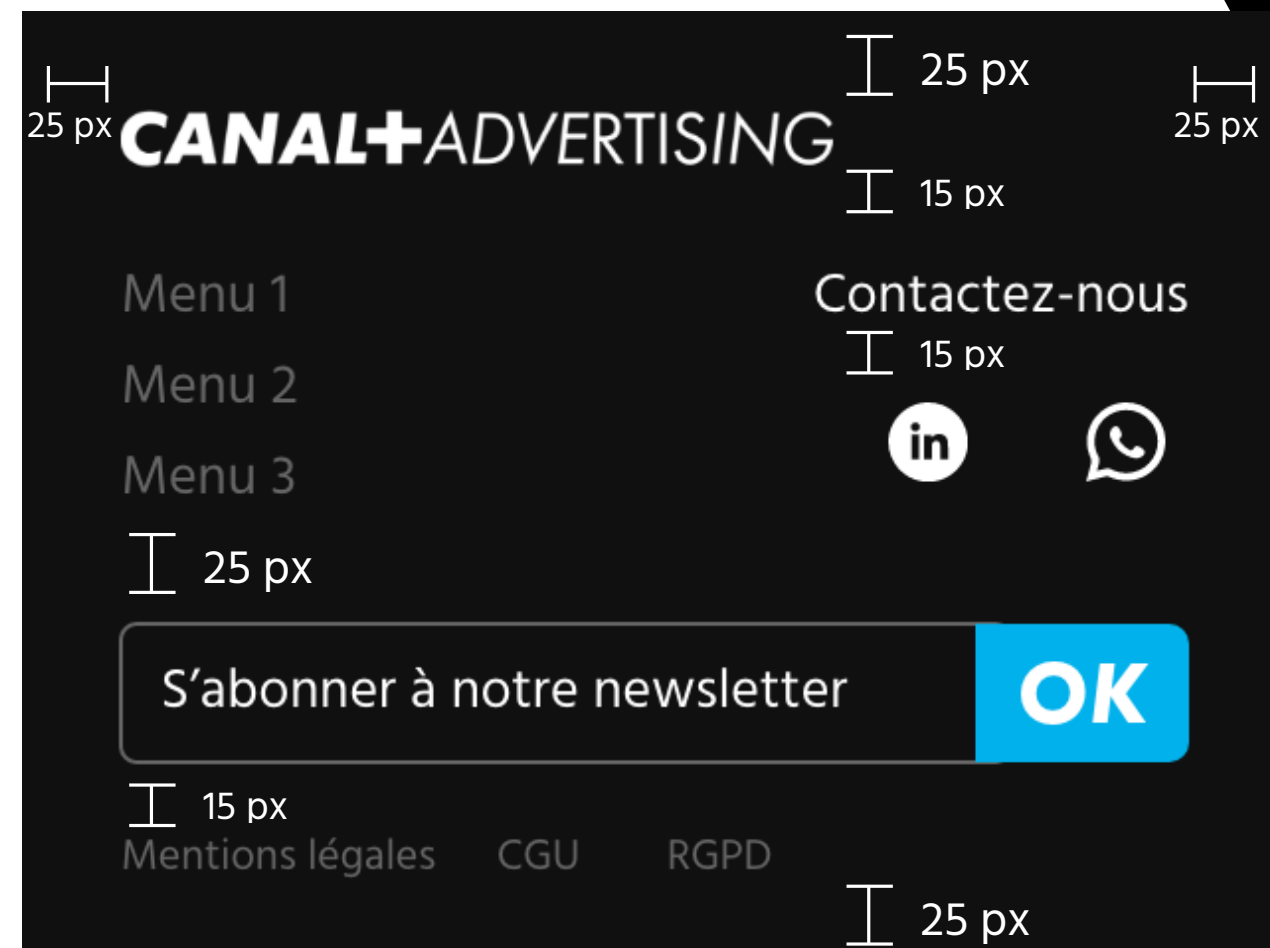 25 px
25 px
25 px
CANAL+ADVERTISING
15 px
Menu 1
Contactez-nous
15 px
Menu 2
in
Menu 3
25 px
S’abonner à notre newsletter
OK
15 px
Mentions légales CGU RGPD
25 px